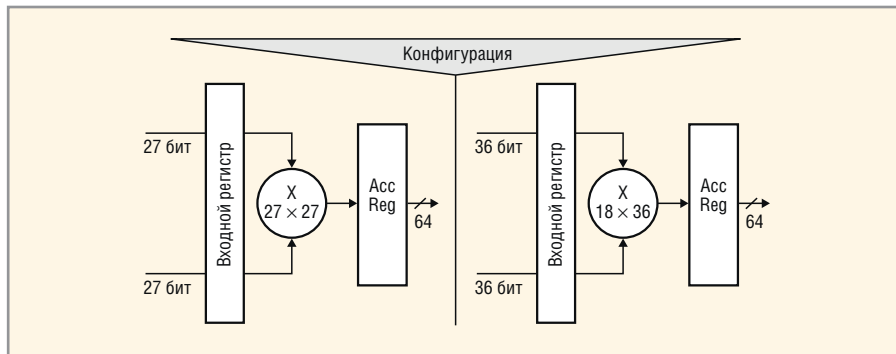 Конфигурация
27 бит
27 бит
Входной регистр
X
27 × 27
Acc
Reg
64
36 бит
36 бит
Входной регистр
X
18 × 36
Acc
Reg
64